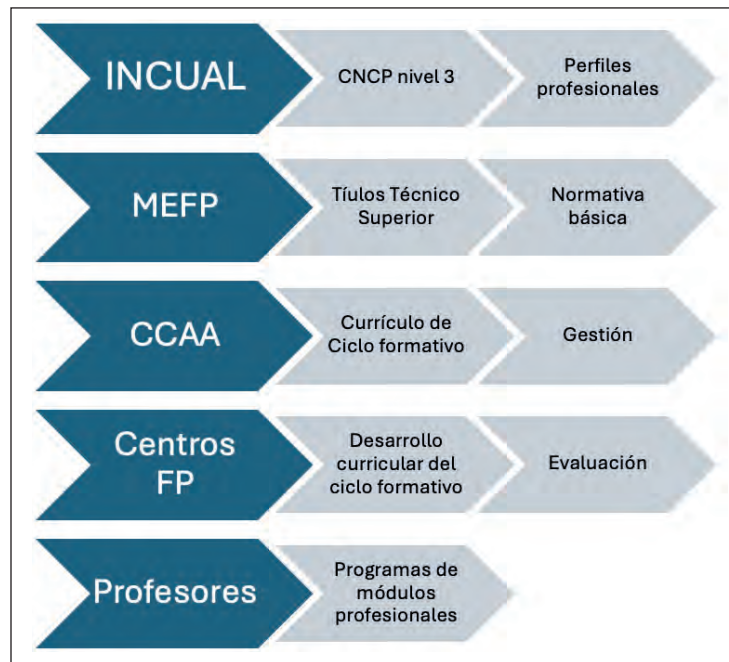 INCUAL
CNCP nivel 3
Perfiles
profesionales
MEFP
Tíulos Técnico
Superior
Normativa
básica
CCAA
Currículo de
Ciclo formativo
Gestión
Centros
FP
Desarrollo
curricular del
ciclo formativo
Evaluación
Profesores
Programas de
módulos
profesionales